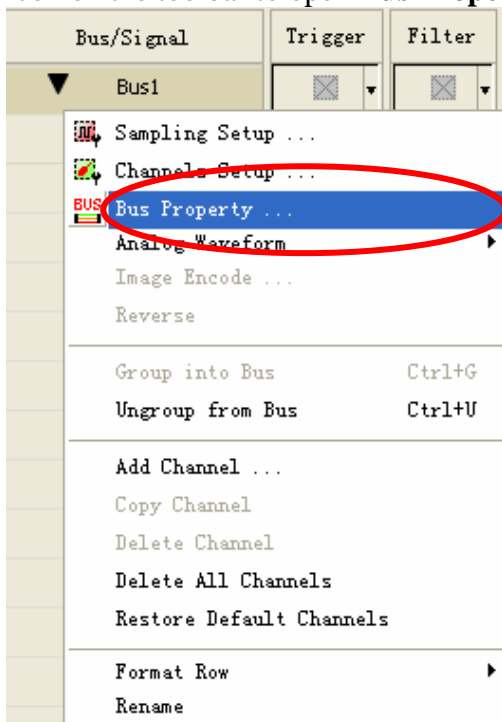 Bus/Signal Trigger Filter
Bus1
Sampling Setup ...
Channels Setup ...
BUS Bus Property ...
Analog Waveform
Image Encode ...
Reverse
Group into Bus Ctrl+G
Ungroup from Bus Ctrl+U
Add Channel ...
Copy Channel
Delete Channel
Delete All Channels
Restore Default Channels
Format Row
Rename